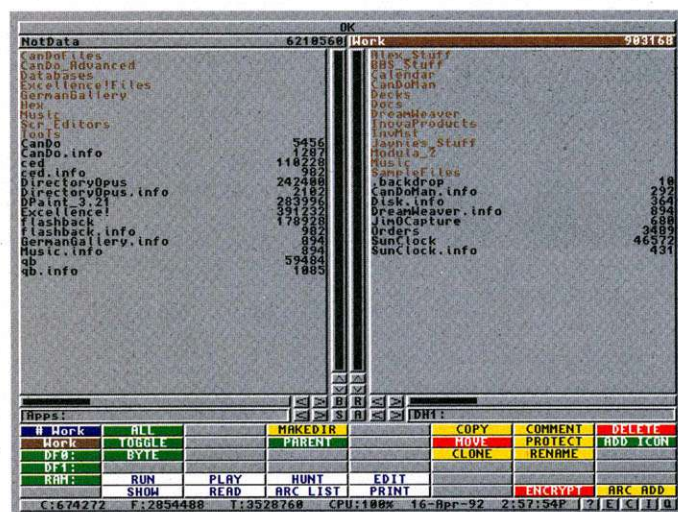 OK
NotData 6218560
Work 903168
CanDoFiles
CanDo_Advanced
Databases
Excellence!Files
GermanGallery
Hex
Music
Scr_Editors
Tools
CanDo 5456
CanDo.info 1287
ced 110228
ced.info 982
DirectoryOpus 242400
DirectoryOpus.info 2102
DPaint_3.21 283996
Excellence! 391232
flashback 178928
flashback.info 982
GermanGallery.info 894
Music.info 894
qb 59484
qb.info 1085
Alex_Stuff
BBS_Stuff
Calendar
CanDoMan
Decks
Docs
DreamWeaver
InovaProducts
InvMst
Jaynies_Stuff
Modula_2
Music
SampleFiles
.backdrop 10
CanDoMan.info 292
Disk.info 364
DreamWeaver.info 894
JimOCapture 680
Orders 3489
SunClock 46572
SunClock.info 431
B R
Apps: S A DH1:
# Work ALL MAKEDIR COPY COMMENT DELETE
Work TOGGLE PARENT MOVE PROTECT ADD ICON
DF0: BYTE CLONE RENAME
DF1:
RAM: RUN PLAY HUNT EDIT
SHOW READ ARC LIST PRINT ENCRYPT ARC ADD
C:674272 F:2854488 T:3528760 CPU:100% 16-Apr-92 2:57:54P ? E C I Q